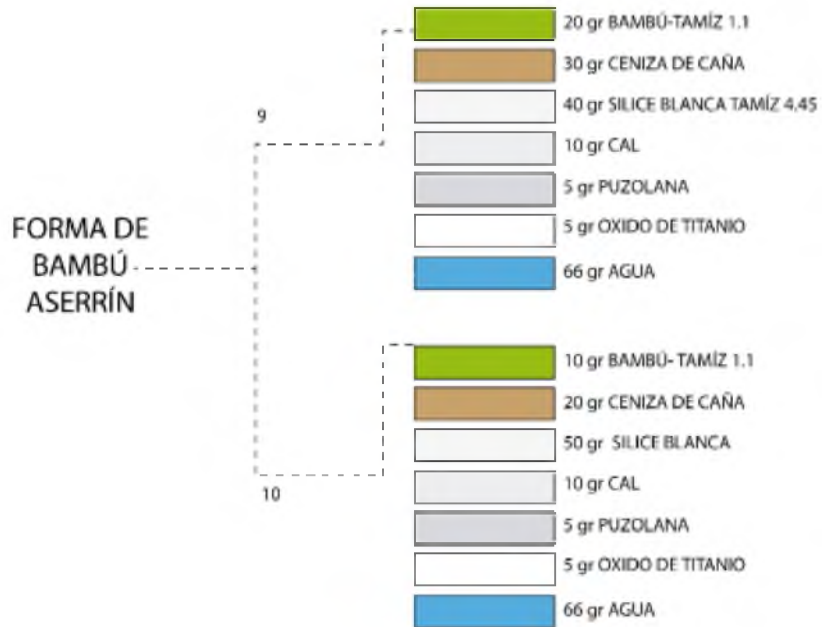 FORMA DE
BAMBÚ
ASERRÍN
9
20 gr BAMBÚ-TAMÍZ 1.1
30 gr CENIZA DE CAÑA
40 gr SILICE BLANCA TAMÍZ 4.45
10 gr CAL
5 gr PUZOLANA
5 gr OXIDO DE TITANIO
66 gr AGUA
10
10 gr BAMBÚ- TAMÍZ 1.1
20 gr CENIZA DE CAÑA
50 gr SILICE BLANCA
10 gr CAL
5 gr PUZOLANA
5 gr OXIDO DE TITANIO
66 gr AGUA